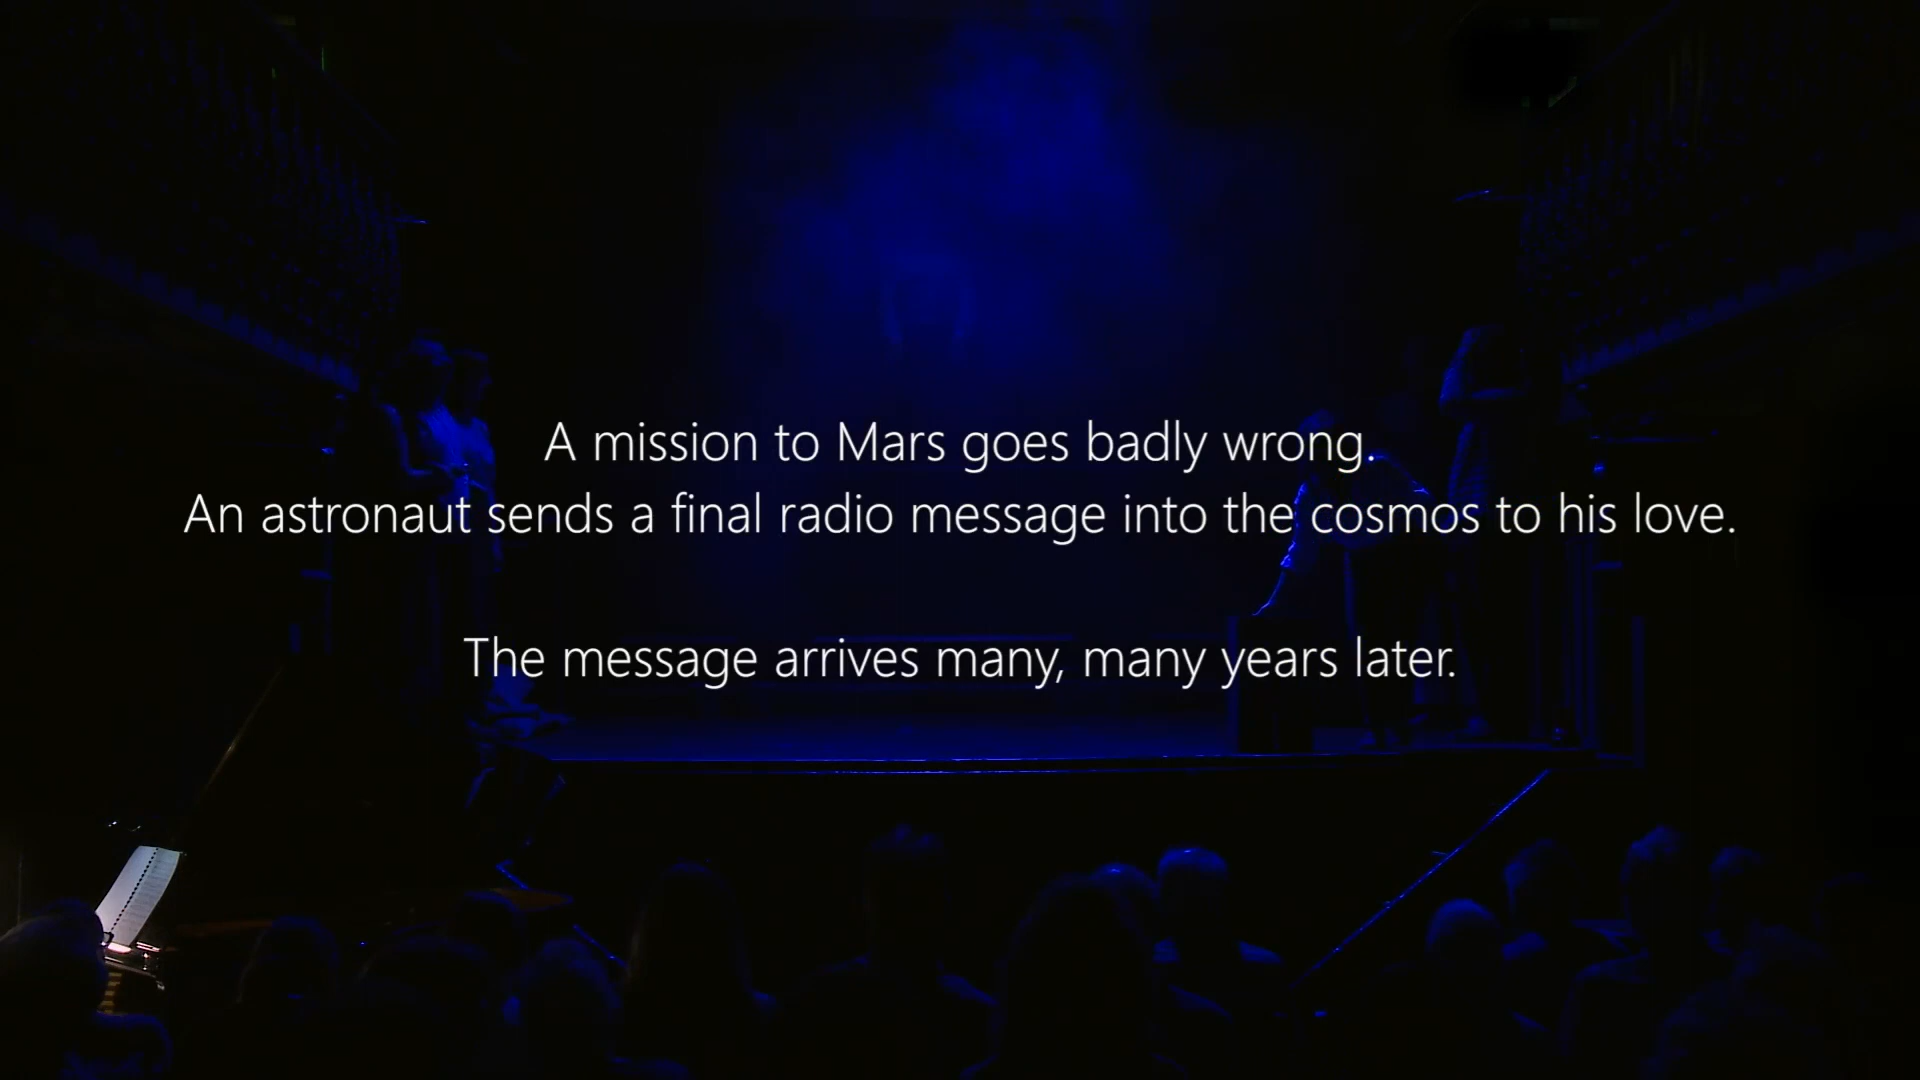 A mission to Mars goes badly wrong.
An astronaut sends a final radio message into the cosmos to his love.
The message arrives many, many years later.